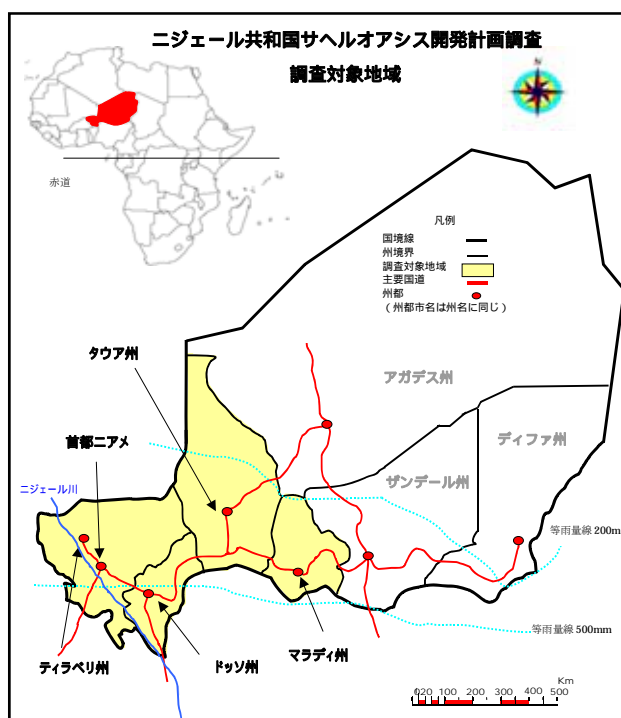 ニジェール共和国サヘルオアシス開発計画調査
調査対象地域
N
赤道
凡例
国境線
州境界
調査対象地域
主要国道
州都
(州都市名は州名に同じ)
タウア州
アガデス州
首都ニアメ
ディファ州
ザンデール州
ニジェール川
等雨量線 200m
等雨量線 500mm
ティラベリ州
ドッソ州
マラディ州
Km
0 20 100 200 300 400 500